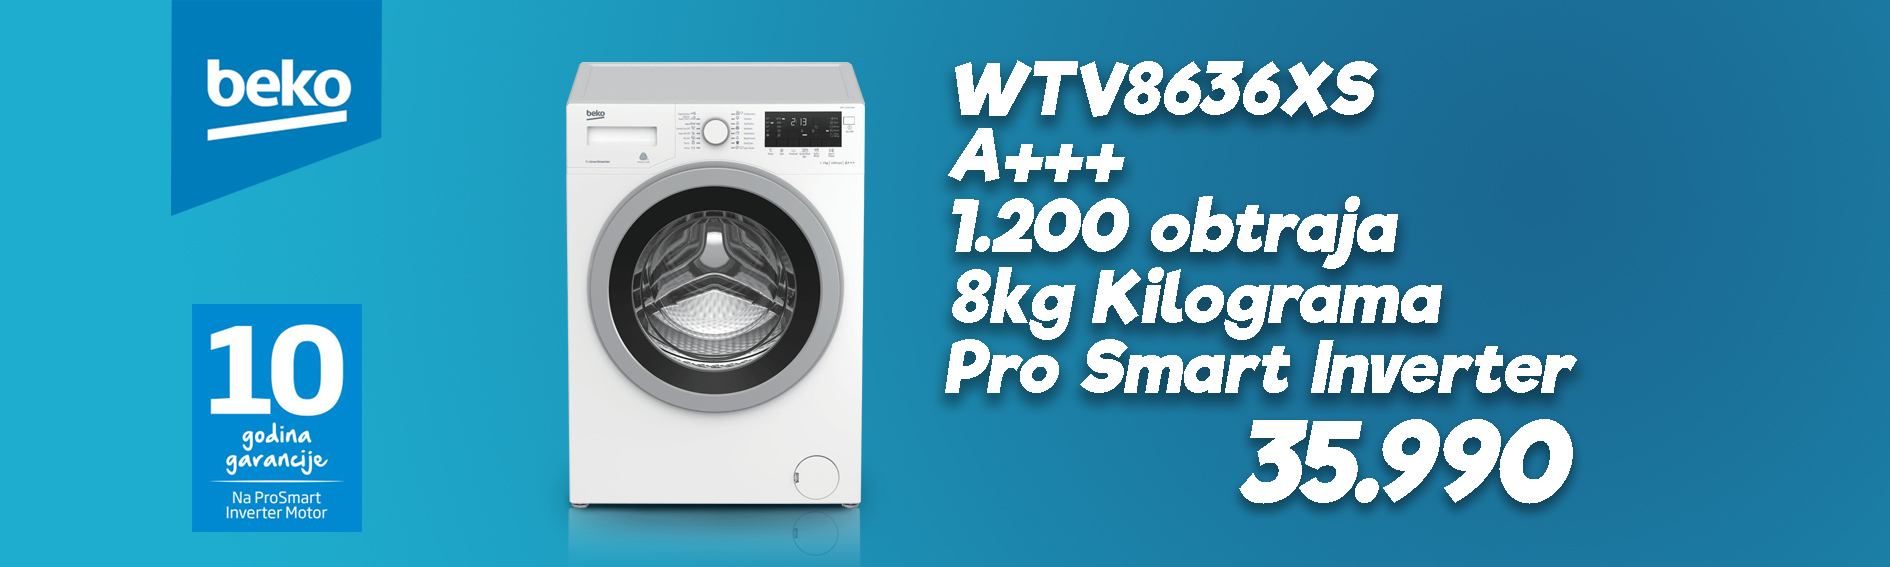 beko
10
godina
garancije
Na ProSmart
Inverter Motor
beko
WTV8636XS
A+++
1.200 obtraja
8kg Kilograma
Pro Smart Inverter
35.990